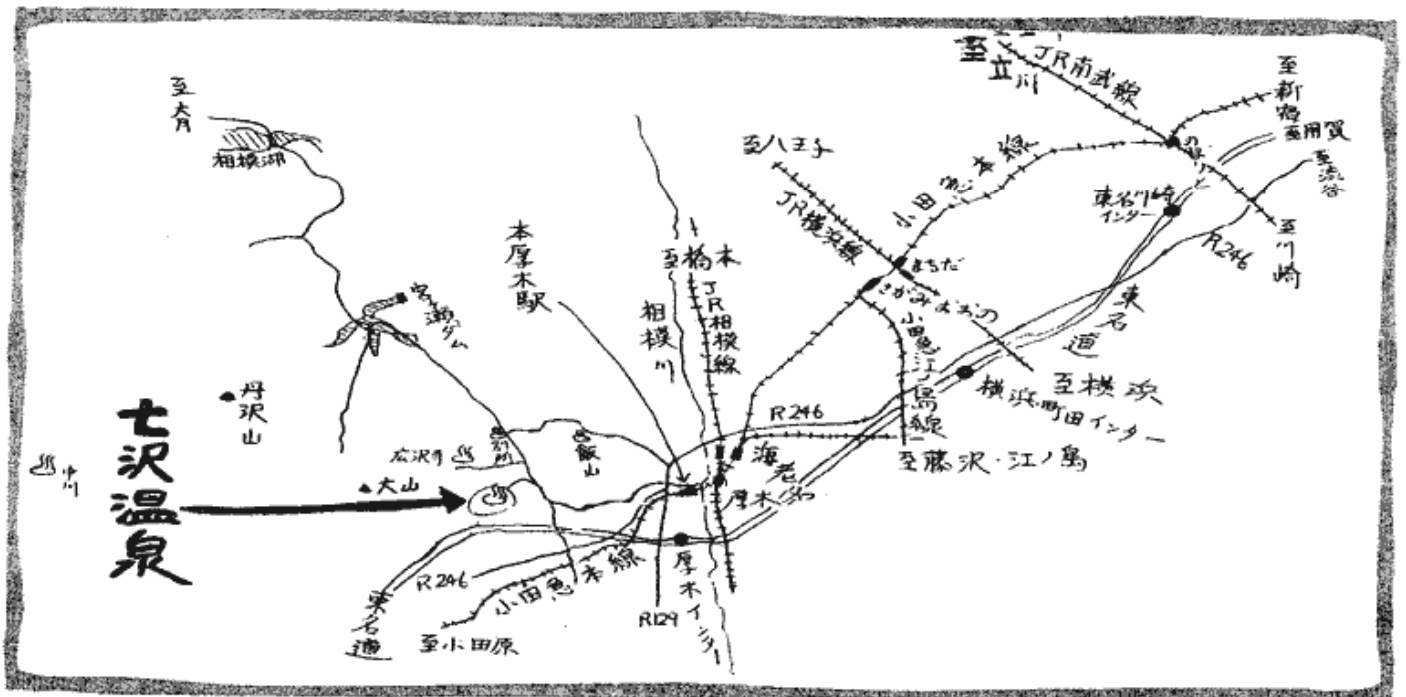 至大月
相模湖
至立川
JR南武線
至新宿
至用賀
至渋谷
のぼりと
東名川崎
インター
至川崎
R246
至八王子
JR横浜線
小田急本線
まちだ
さがみおおの
小田急江ノ島線
東名道
至横浜
横浜・町田インター
至藤沢・江ノ島
本厚木駅
至橋本
JR相模線
相模川
宮ヶ瀬ダム
丹沢山
七沢温泉
中川
大山
広沢寺
別所
飯山
R246
海老名
厚木
厚木インター
R129
R246
小田急本線
東名道
至小田原